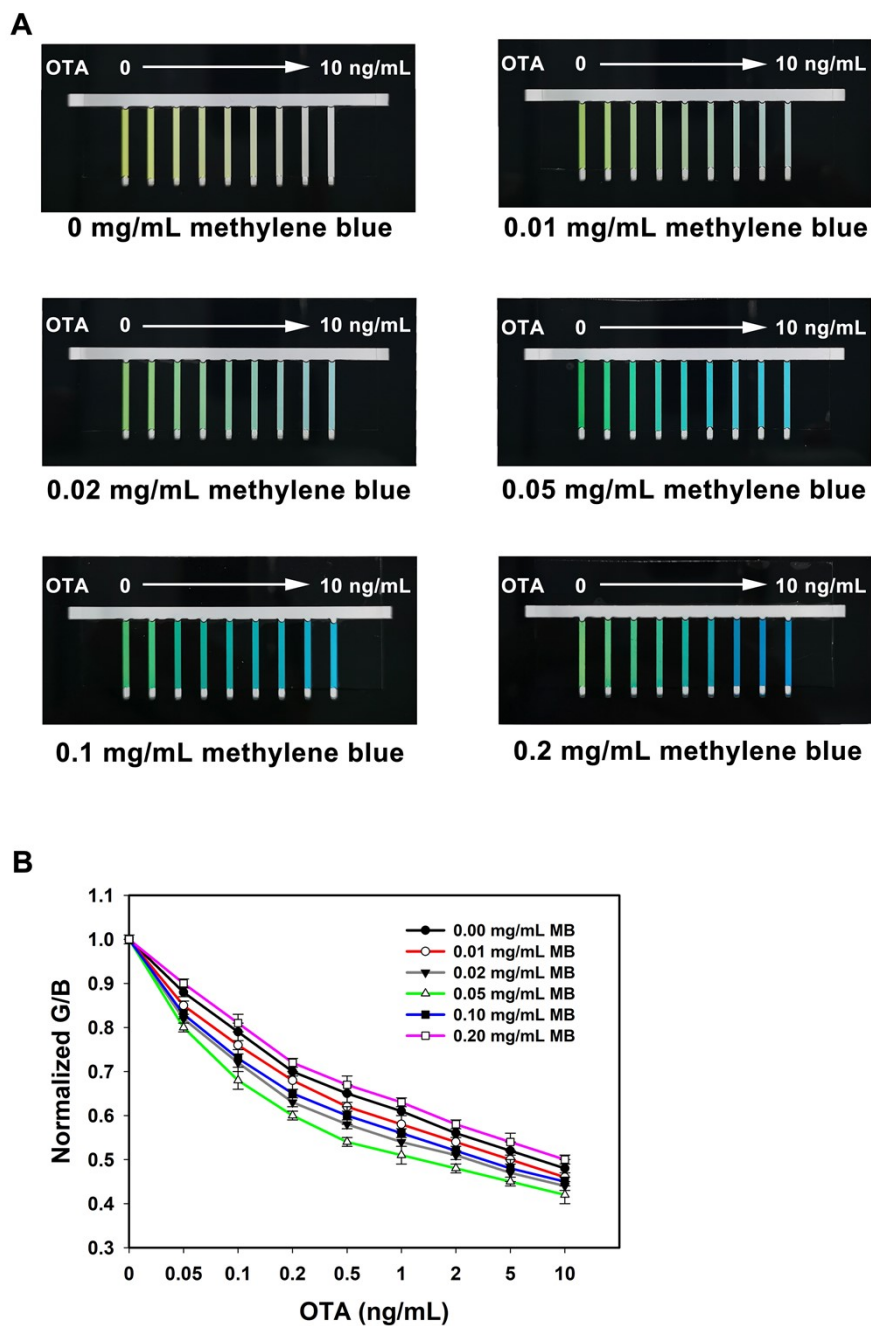 A
OTA 0 10 ng/mL
0 mg/mL methylene blue
OTA 0 10 ng/mL
0.01 mg/mL methylene blue
OTA 0 10 ng/mL
0.02 mg/mL methylene blue
OTA 0 10 ng/mL
0.05 mg/mL methylene blue
OTA 0 10 ng/mL
0.1 mg/mL methylene blue
OTA 0 10 ng/mL
0.2 mg/mL methylene blue
B
Normalized G/B
1.1
1.0
0.9
0.8
0.7
0.6
0.5
0.4
0.3
0.00 mg/mL MB
0.01 mg/mL MB
0.02 mg/mL MB
0.05 mg/mL MB
0.10 mg/mL MB
0.20 mg/mL MB
0 0.05 0.1 0.2 0.5 1 2 5 10
OTA (ng/mL)